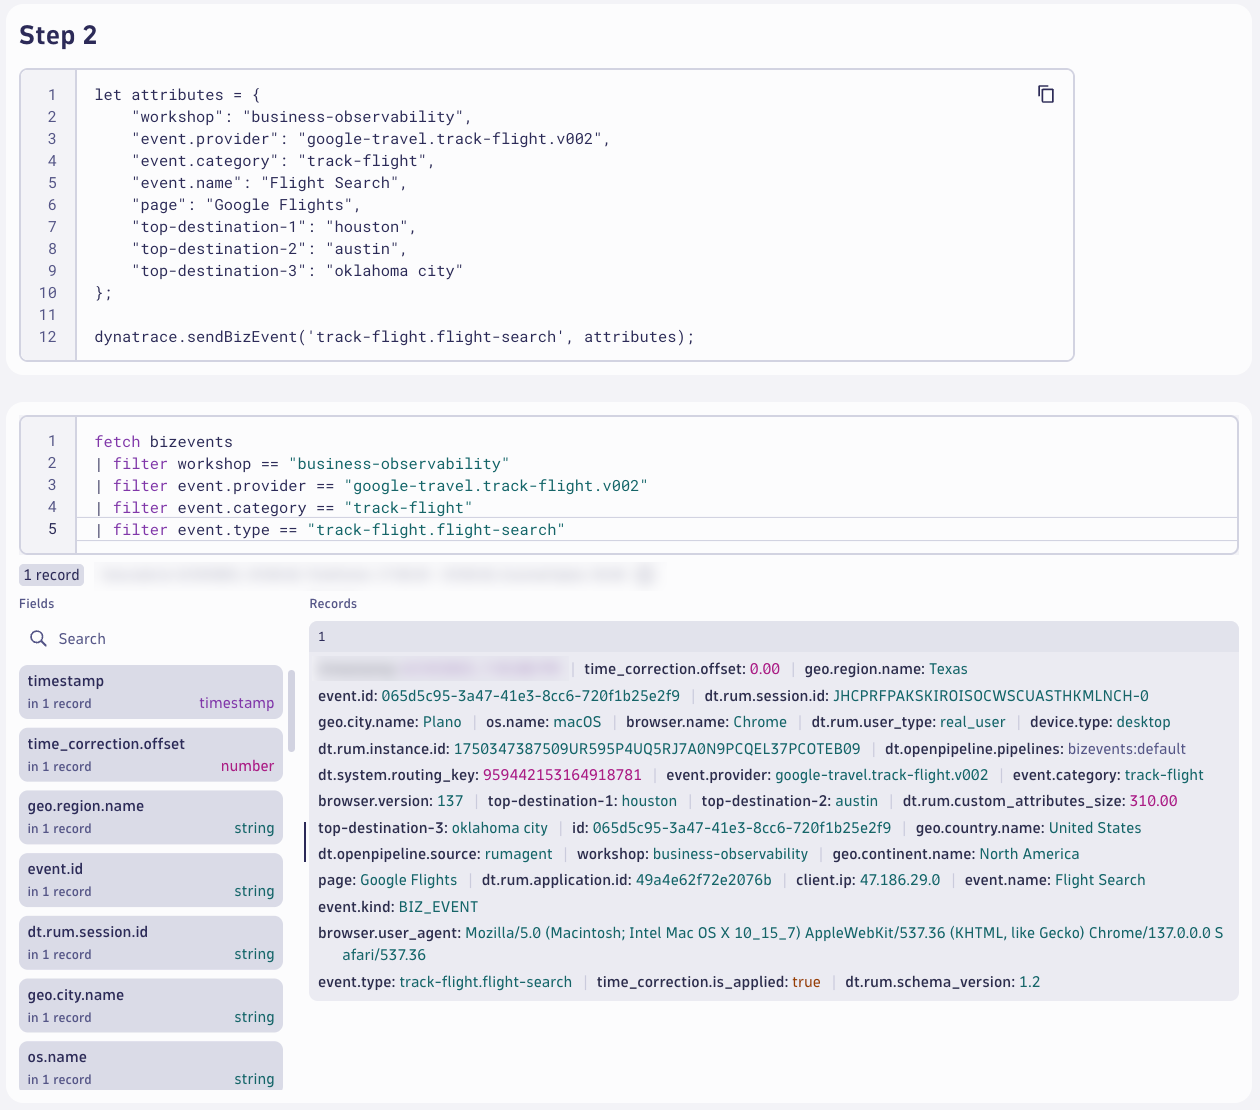 Step 2
1 let attributes = {
2 "workshop": "business-observability",
3 "event.provider": "google-travel.track-flight.v002",
4 "event.category": "track-flight",
5 "event.name": "Flight Search",
6 "page": "Google Flights",
7 "top-destination-1": "houston",
8 "top-destination-2": "austin",
9 "top-destination-3": "oklahoma city"
10 };
11
12 dynatrace.sendBizEvent('track-flight.flight-search', attributes);
1 fetch bizevents
2 | filter workshop == "business-observability"
3 | filter event.provider == "google-travel.track-flight.v002"
4 | filter event.category == "track-flight"
5 | filter event.type == "track-flight.flight-search"
1 record
Fields
Search
timestamp
in 1 record timestamp
time_correction.offset
in 1 record number
geo.region.name
in 1 record string
event.id
in 1 record string
dt.rum.session.id
in 1 record string
geo.city.name
in 1 record string
os.name
in 1 record string
Records
1
time_correction.offset: 0.00 | geo.region.name: Texas
event.id: 065d5c95-3a47-41e3-8cc6-720f1b25e2f9 | dt.rum.session.id: JHCPRFPAKSKIROISOCWSCUASTHKMLNCH-0
geo.city.name: Plano | os.name: macOS | browser.name: Chrome | dt.rum.user_type: real_user | device.type: desktop
dt.rum.instance.id: 1750347387509UR595P4UQ5RJ7A0N9PCQEL37PCOTEB09 | dt.openpipeline.pipelines: bizevents:default
dt.system.routing_key: 959442153164918781 | event.provider: google-travel.track-flight.v002 | event.category: track-flight
browser.version: 137 | top-destination-1: houston | top-destination-2: austin | dt.rum.custom_attributes_size: 310.00
top-destination-3: oklahoma city | id: 065d5c95-3a47-41e3-8cc6-720f1b25e2f9 | geo.country.name: United States
dt.openpipeline.source: rumagent | workshop: business-observability | geo.continent.name: North America
page: Google Flights | dt.rum.application.id: 49a4e62f72e2076b | client.ip: 47.186.29.0 | event.name: Flight Search
event.kind: BIZ_EVENT
browser.user_agent: Mozilla/5.0 (Macintosh; Intel Mac OS X 10_15_7) AppleWebKit/537.36 (KHTML, like Gecko) Chrome/137.0.0.0 S
afari/537.36
event.type: track-flight.flight-search | time_correction.is_applied: true | dt.rum.schema_version: 1.2